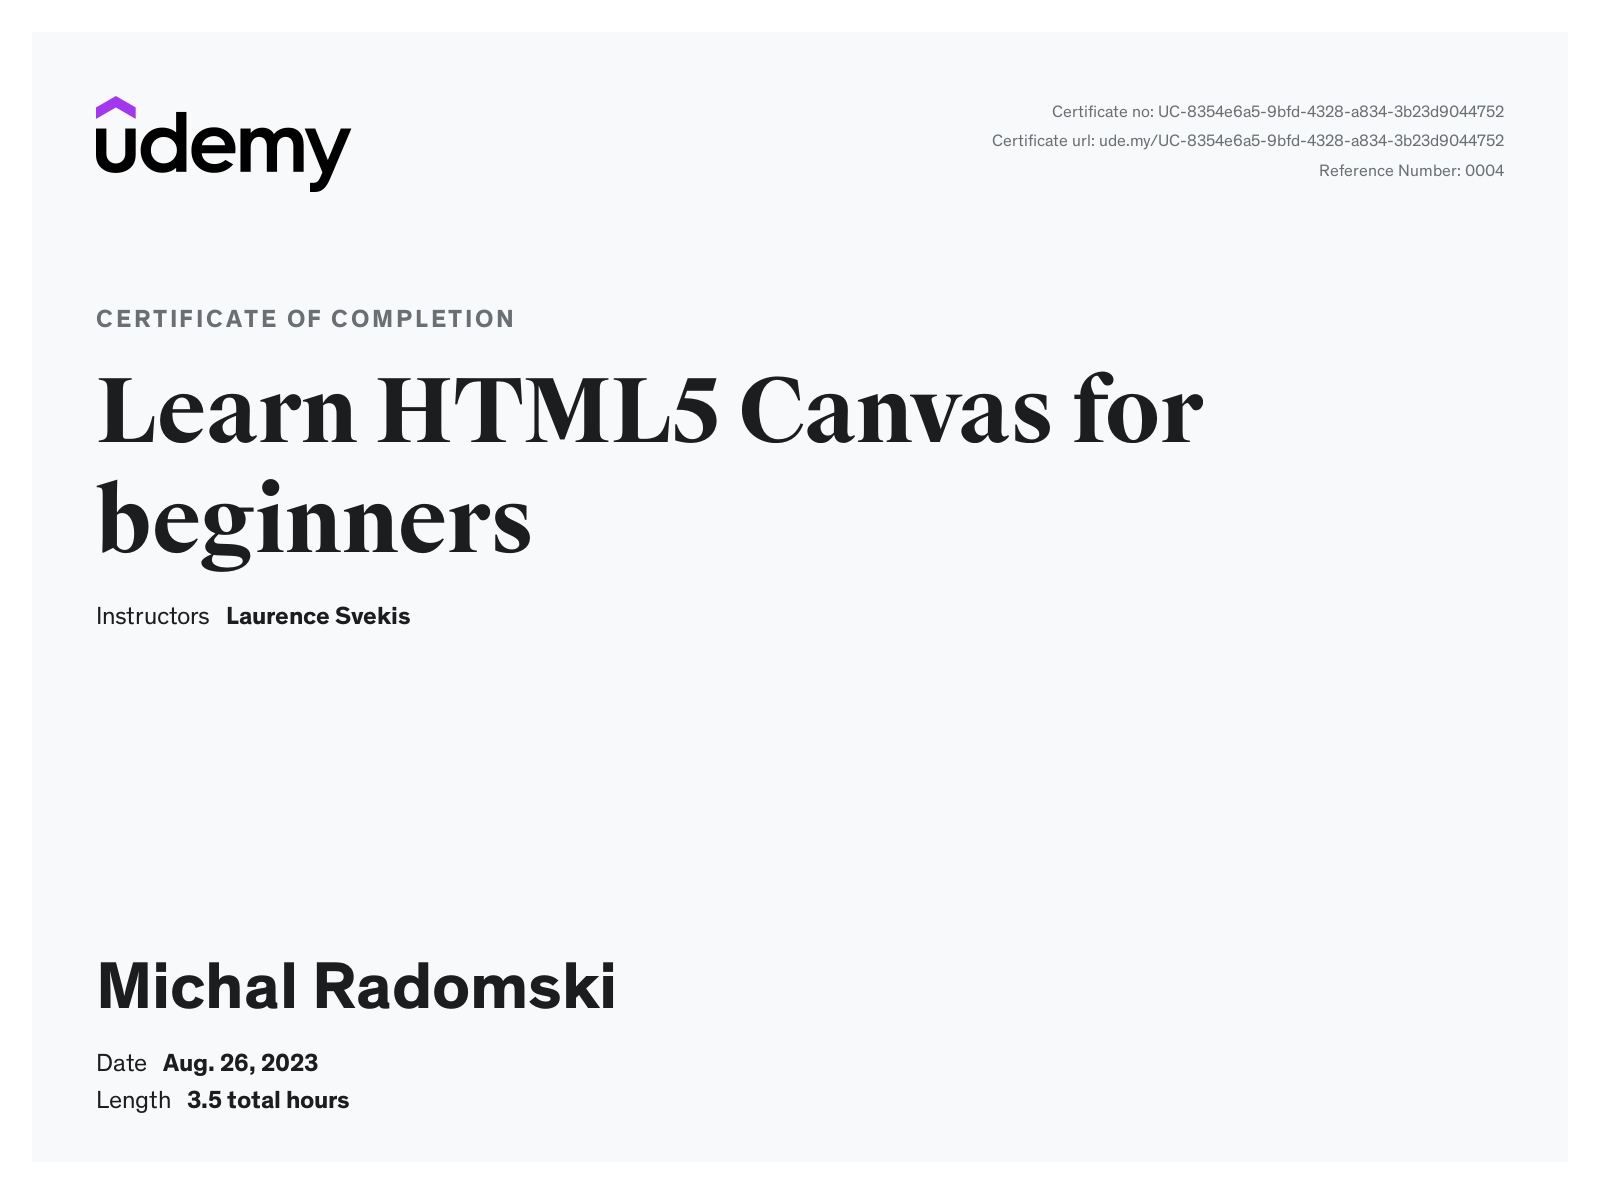 udemy
Certificate no: UC-8354e6a5-9bfd-4328-a834-3b23d9044752
Certificate url: ude.my/UC-8354e6a5-9bfd-4328-a834-3b23d9044752
Reference Number: 0004
CERTIFICATE OF COMPLETION
Learn HTML5 Canvas for
beginners
Instructors Laurence Svekis
Michal Radomski
Date Aug. 26, 2023
Length 3.5 total hours